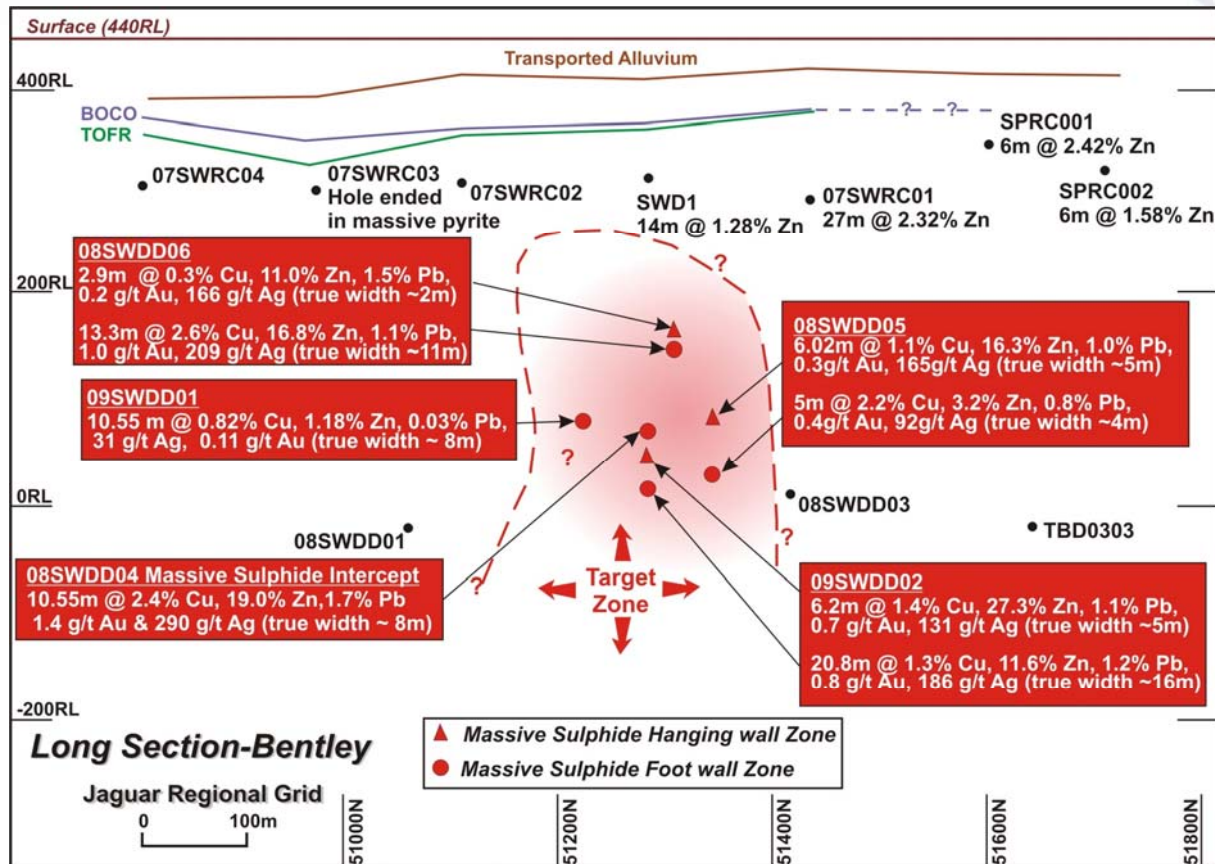 Surface (440RL)
Transported Alluvium
400RL
BOCO
TOFR
? ?
SPRC001
6m @ 2.42% Zn
07SWRC04
07SWRC03
Hole ended
in massive pyrite
07SWRC02
SWD1
14m @ 1.28% Zn
07SWRC01
27m @ 2.32% Zn
SPRC002
6m @ 1.58% Zn
08SWDD06
2.9m @ 0.3% Cu, 11.0% Zn, 1.5% Pb,
0.2 g/t Au, 166 g/t Ag (true width ~2m)
13.3m @ 2.6% Cu, 16.8% Zn, 1.1% Pb,
1.0 g/t Au, 209 g/t Ag (true width ~11m)
200RL
?
08SWDD05
6.02m @ 1.1% Cu, 16.3% Zn, 1.0% Pb,
0.3g/t Au, 165g/t Ag (true width ~5m)
5m @ 2.2% Cu, 3.2% Zn, 0.8% Pb,
0.4g/t Au, 92g/t Ag (true width ~4m)
09SWDD01
10.55 m @ 0.82% Cu, 1.18% Zn, 0.03% Pb,
31 g/t Ag, 0.11 g/t Au (true width ~ 8m)
?
0RL
08SWDD03
08SWDD01
TBD0303
?
?
Target
Zone
08SWDD04 Massive Sulphide Intercept
10.55m @ 2.4% Cu, 19.0% Zn,1.7% Pb
1.4 g/t Au & 290 g/t Ag (true width ~ 8m)
09SWDD02
6.2m @ 1.4% Cu, 27.3% Zn, 1.1% Pb,
0.7 g/t Au, 131 g/t Ag (true width ~5m)
20.8m @ 1.3% Cu, 11.6% Zn, 1.2% Pb,
0.8 g/t Au, 186 g/t Ag (true width ~16m)
-200RL
Long Section-Bentley
Massive Sulphide Hanging wall Zone
Massive Sulphide Foot wall Zone
Jaguar Regional Grid
0 100m
51000N
51200N
51400N
51600N
51800N